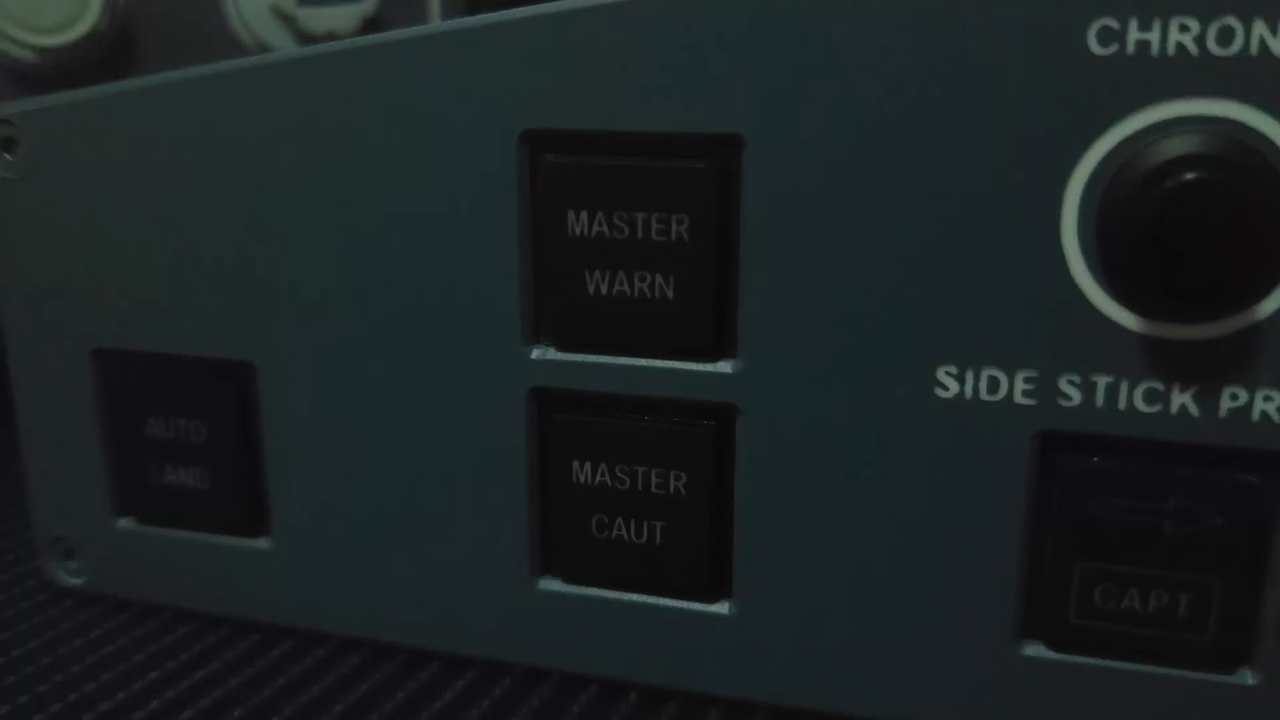 CHRON
MASTER
WARN
SIDE STICK PR
AUTO
LAND
MASTER
CAUT
CAPT